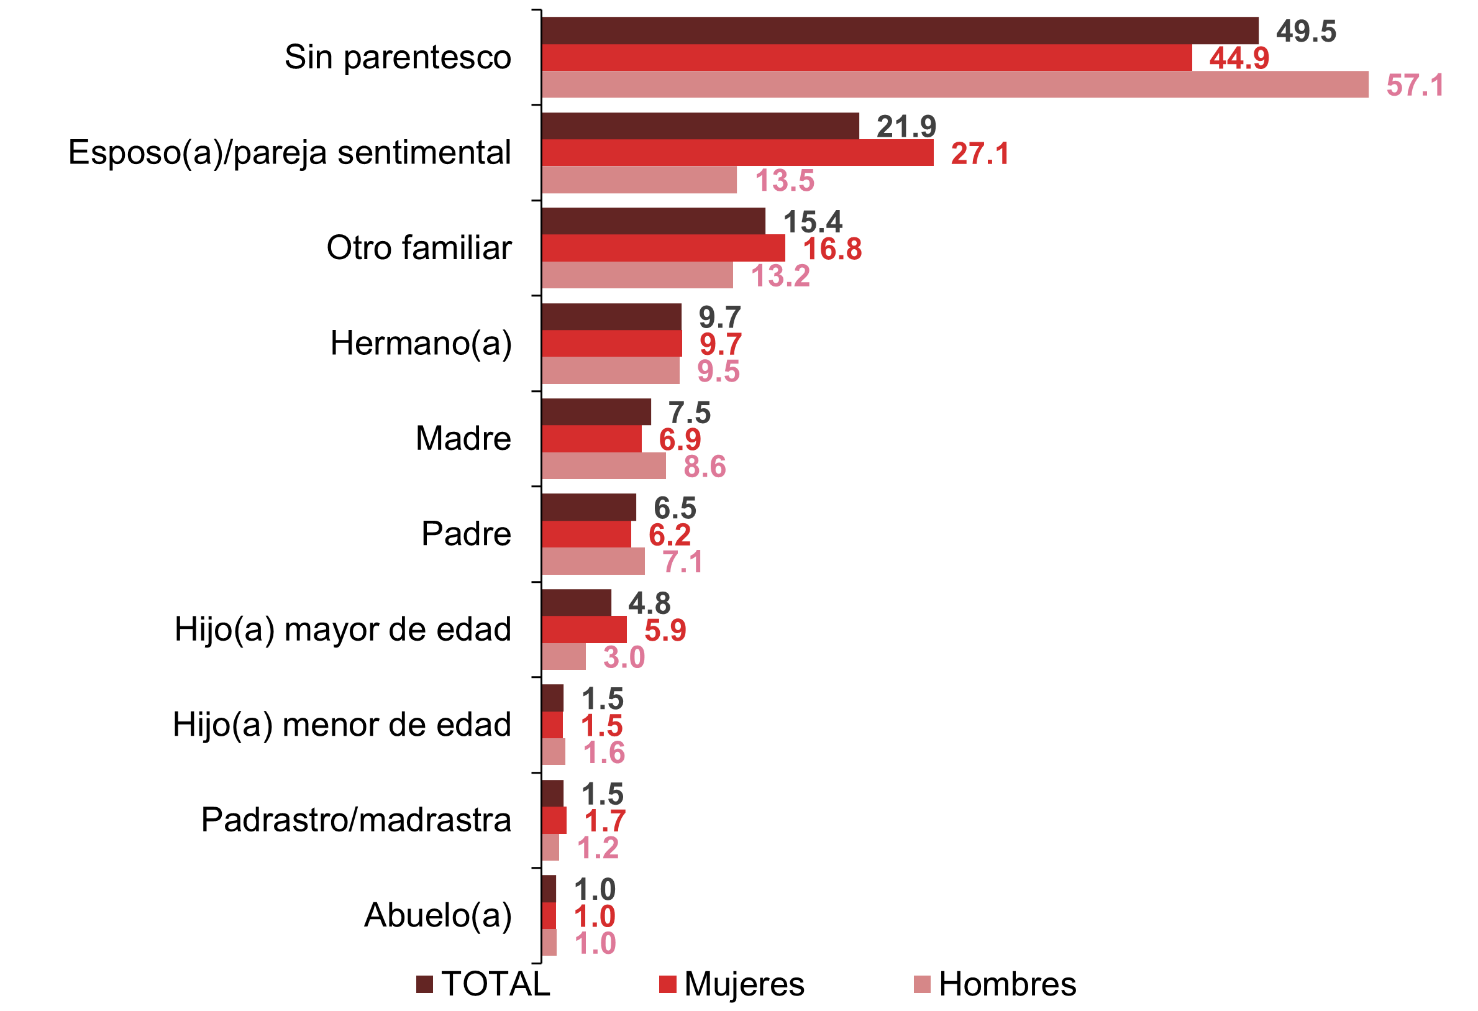 Sin parentesco
49.5
44.9
57.1
Esposo(a)/pareja sentimental
21.9
27.1
13.5
Otro familiar
15.4
16.8
13.2
Hermano(a)
9.7
9.7
9.5
Madre
7.5
6.9
8.6
Padre
6.5
6.2
7.1
Hijo(a) mayor de edad
4.8
5.9
3.0
Hijo(a) menor de edad
1.5
1.5
1.6
Padrastro/madrastra
1.5
1.7
1.2
Abuelo(a)
1.0
1.0
1.0
TOTAL Mujeres Hombres